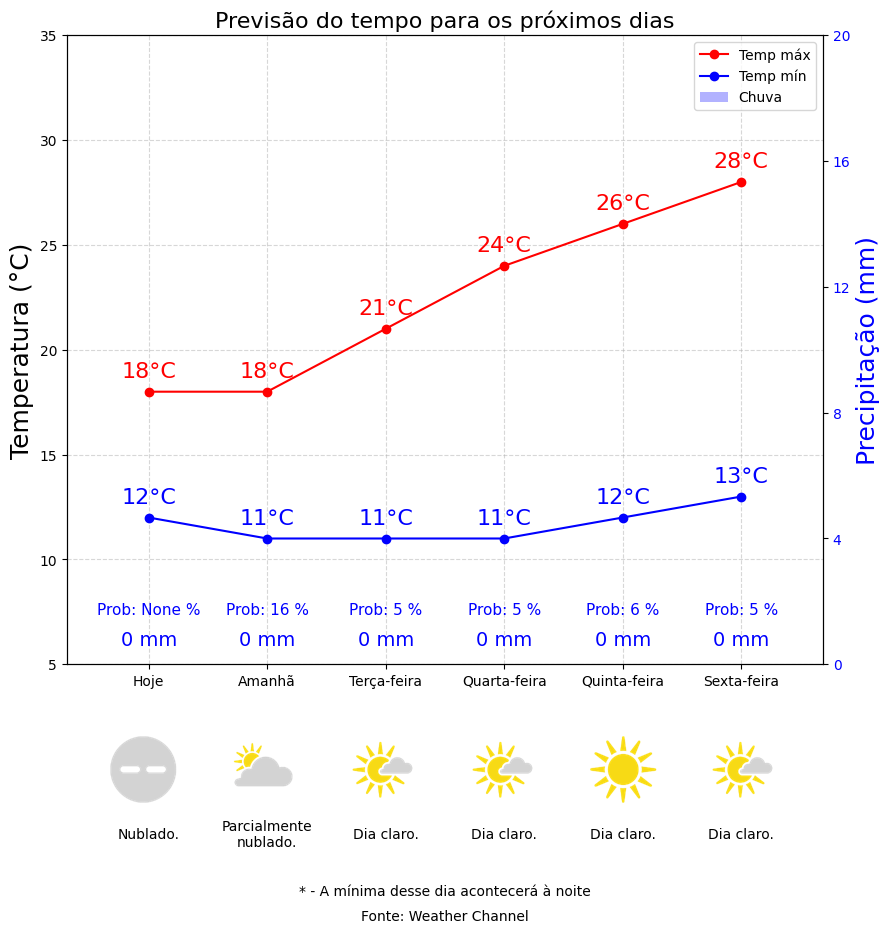 Previsão do tempo para os próximos dias
35
30
25
20
15
10
5
Temperatura (°C)
20
16
12
8
4
0
Precipitação (mm)
Temp máx
Temp mín
Chuva
18°C 18°C 21°C 24°C 26°C 28°C
12°C 11°C 11°C 11°C 12°C 13°C
Prob: None % Prob: 16 % Prob: 5 % Prob: 5 % Prob: 6 % Prob: 5 %
0 mm 0 mm 0 mm 0 mm 0 mm 0 mm
Hoje Amanhã Terça-feira Quarta-feira Quinta-feira Sexta-feira
Nublado.
Parcialmente
nublado.
Dia claro.
Dia claro.
Dia claro.
Dia claro.
* - A mínima desse dia acontecerá à noite
Fonte: Weather Channel